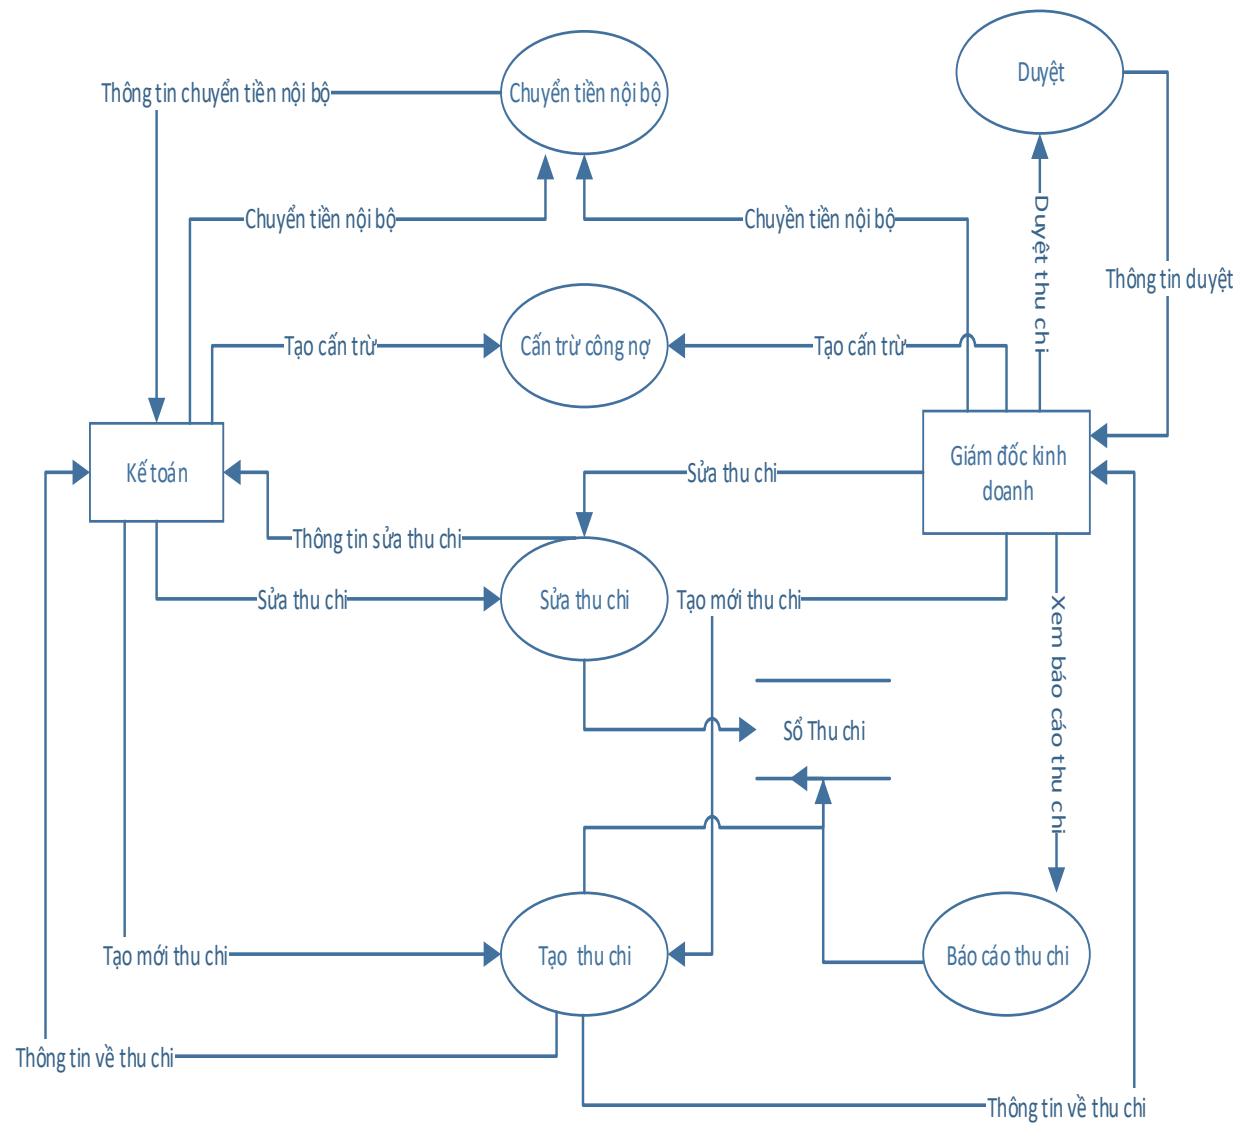 Duyệt
Thông tin chuyển tiền nội bộ
Chuyển tiền nội bộ
Chuyển tiền nội bộ
Chuyền tiền nội bộ
Duyệt thu chi
Thông tin duyệt
Tạo cấn trừ
Cấn trừ công nợ
Tạo cấn trừ
Kế toán
Sửa thu chi
Giám đốc kinh
doanh
Thông tin sửa thu chi
Sửa thu chi
Sửa thu chi
Tạo mới thu chi
Xem báo cáo thu chi
Sổ Thu chi
Tạo mới thu chi
Tạo thu chi
Báo cáo thu chi
Thông tin về thu chi
Thông tin về thu chi